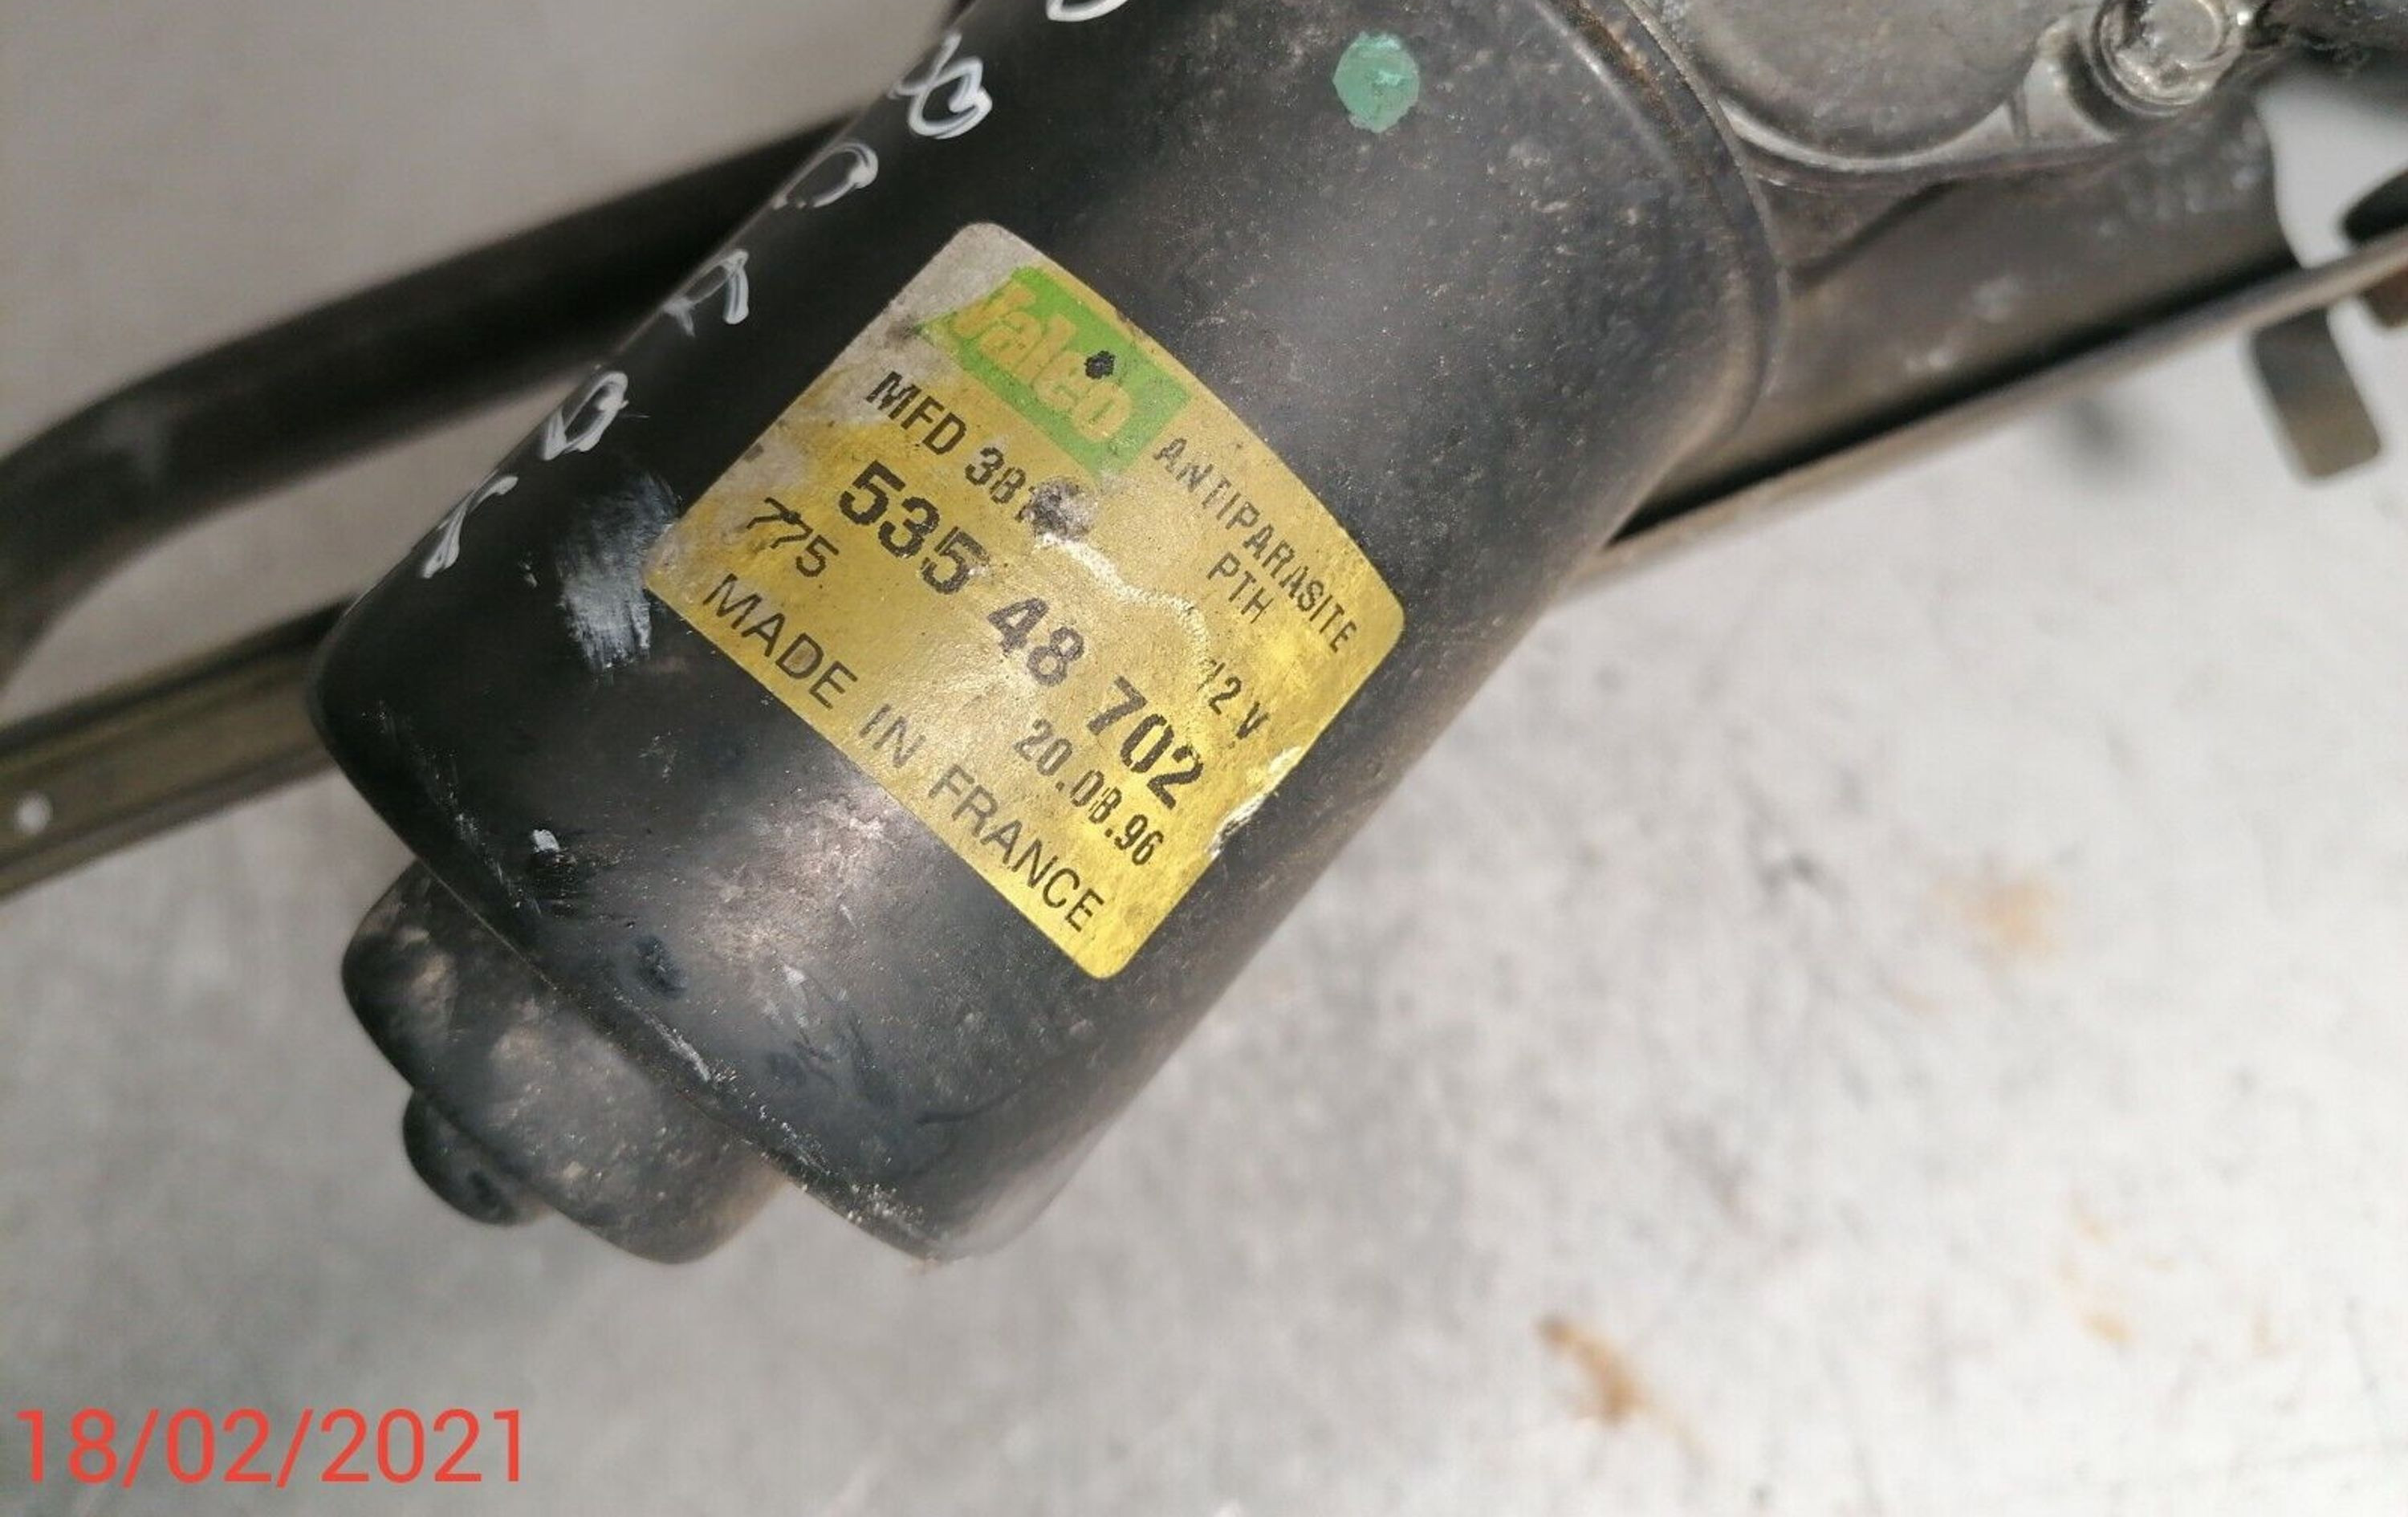 Valeo
ANTIPARASITE
PTH
MFD
12 V
535 48 702
775
20.08.96
MADE IN FRANCE
18/02/2021